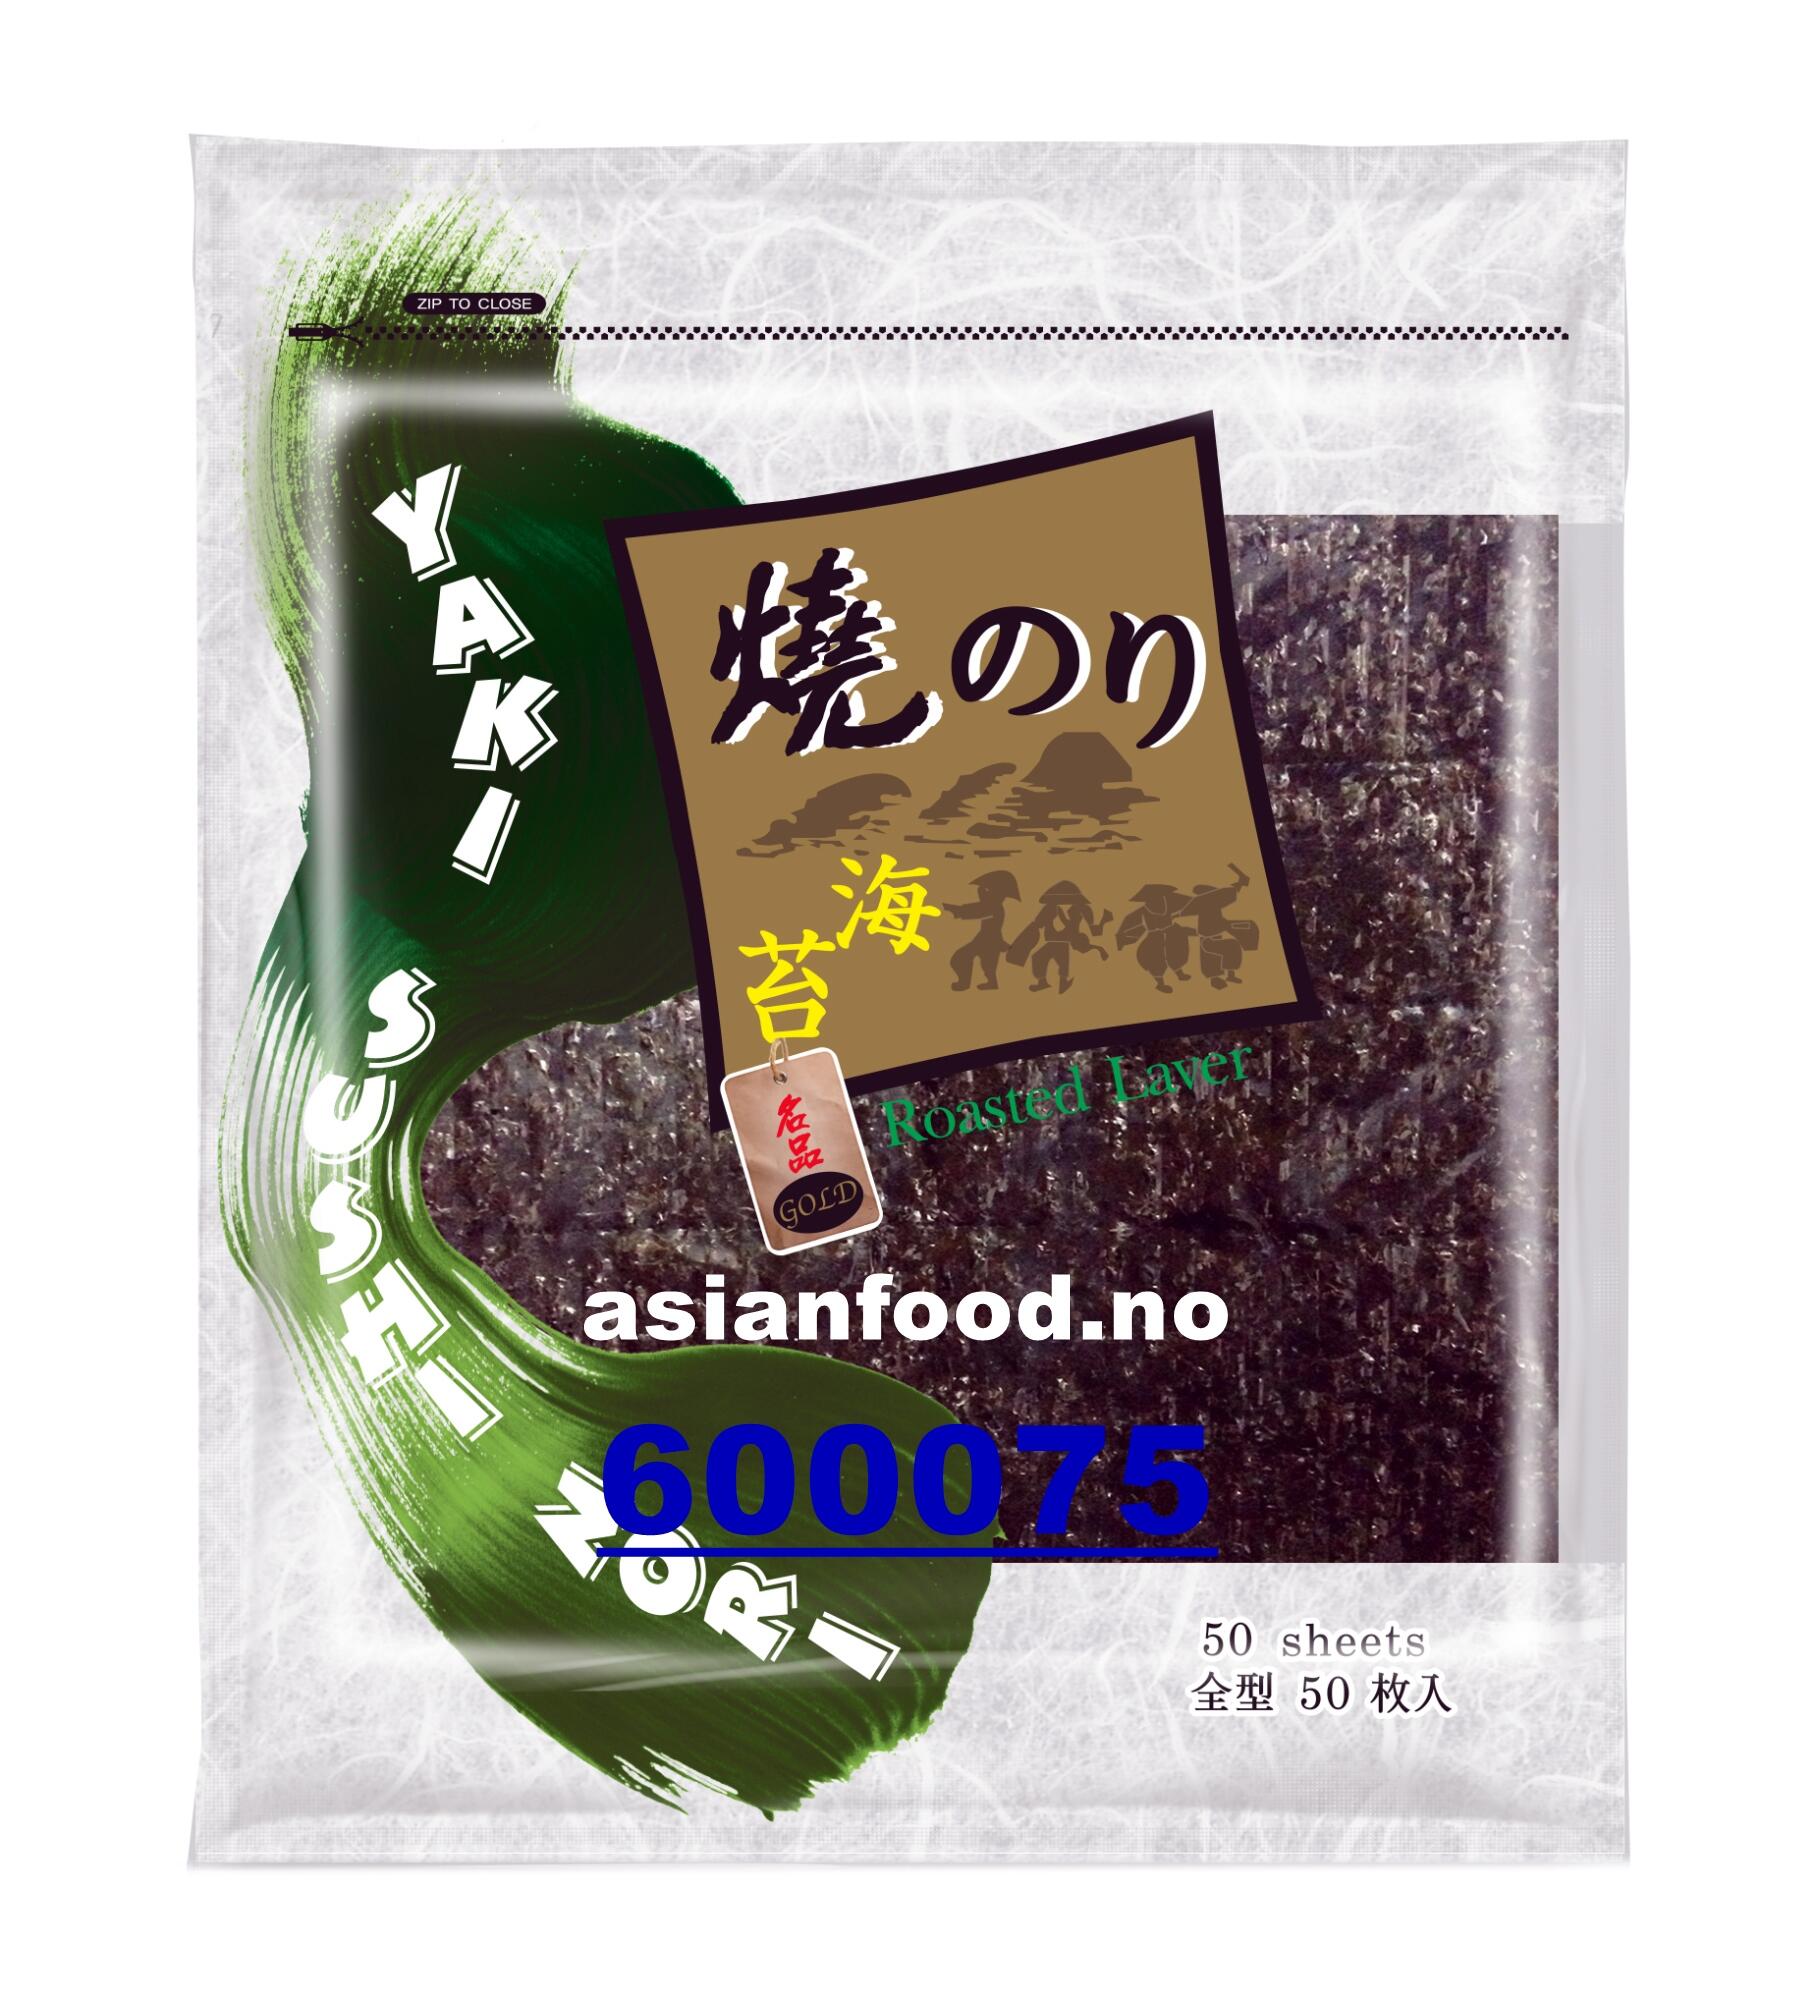 ZIP TO CLOSE
YAKI
SUSHI
NORI
燒のり
海苔
名品
GOLD
Roasted Laver
asianfood.no
600075
50 sheets
全型 50 枚入